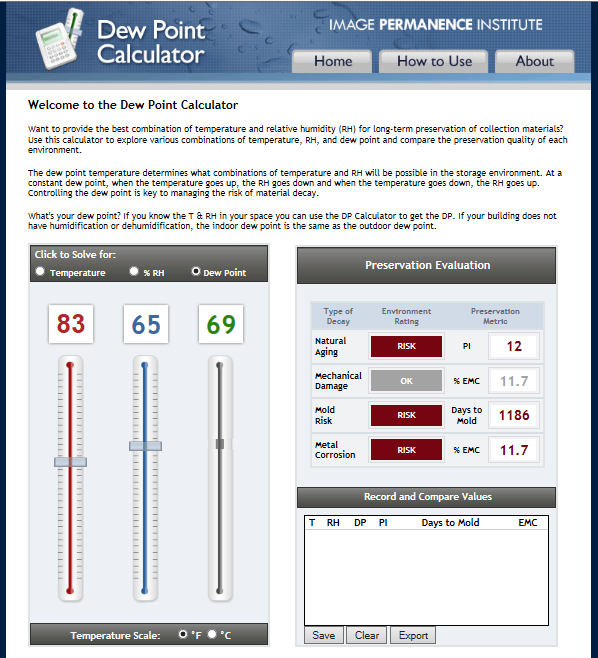 Dew Point
Calculator
IMAGE PERMANENCE INSTITUTE
Home
How to Use
About
Welcome to the Dew Point Calculator
Want to provide the best combination of temperature and relative humidity (RH) for long-term preservation of collection materials?
Use this calculator to explore various combinations of temperature, RH, and dew point and compare the preservation quality of each
environment.
The dew point temperature determines what combinations of temperature and RH will be possible in the storage environment. At a
constant dew point, when the temperature goes up, the RH goes down and when the temperature goes down, the RH goes up.
Controlling the dew point is key to managing the risk of material decay.
What's your dew point? If you know the T & RH in your space you can use the DP Calculator to get the DP. If your building does not
have humidification or dehumidification, the indoor dew point is the same as the outdoor dew point.
Click to Solve for:
Temperature
% RH
Dew Point
83
65
69
Temperature Scale:
°F
°C
Preservation Evaluation
Type of
Decay
Environment
Rating
Preservation
Metric
Natural
Aging
RISK
PI
12
Mechanical
Damage
OK
% EMC
11.7
Mold
Risk
RISK
Days to
Mold
1186
Metal
Corrosion
RISK
% EMC
11.7
Record and Compare Values
T RH DP PI Days to Mold EMC
Save
Clear
Export